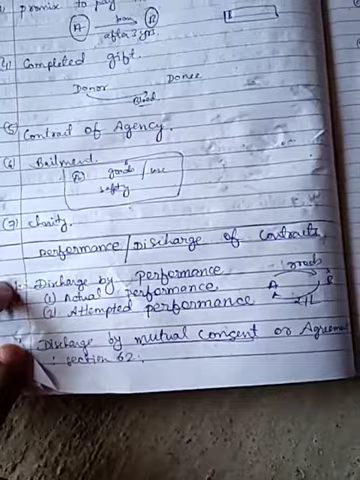 promise to pay
A B
after 3 yrs.
(4) Completed gift.
Donor Donee
(5) Contract of Agency.
(6) Bailment.
(A) goods / use
safety
(7) Charity.
Performance / Discharge of Contracts
Discharge by performance
(1) Actual performance
(2) Attempted performance
goods
A B
Discharge by mutual consent or Agreement
: section 62:,